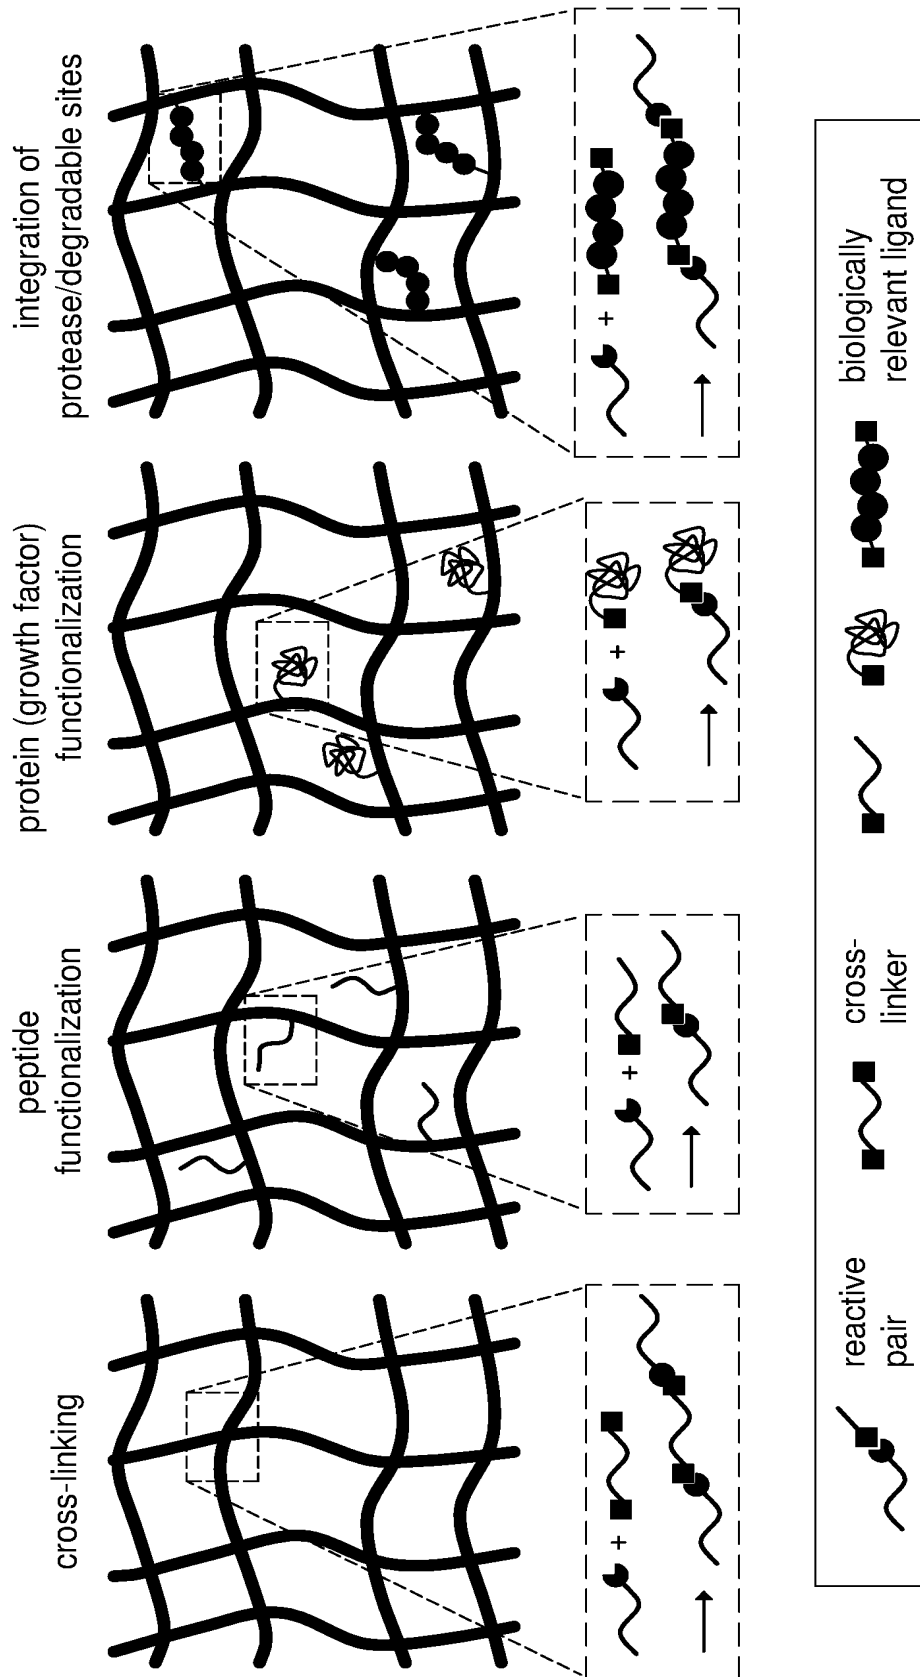 cross-linking
peptide
functionalization
protein (growth factor)
functionalization
integration of
protease/degradable sites
+
+
+
+
reactive
pair
cross-
linker
biologically
relevant ligand